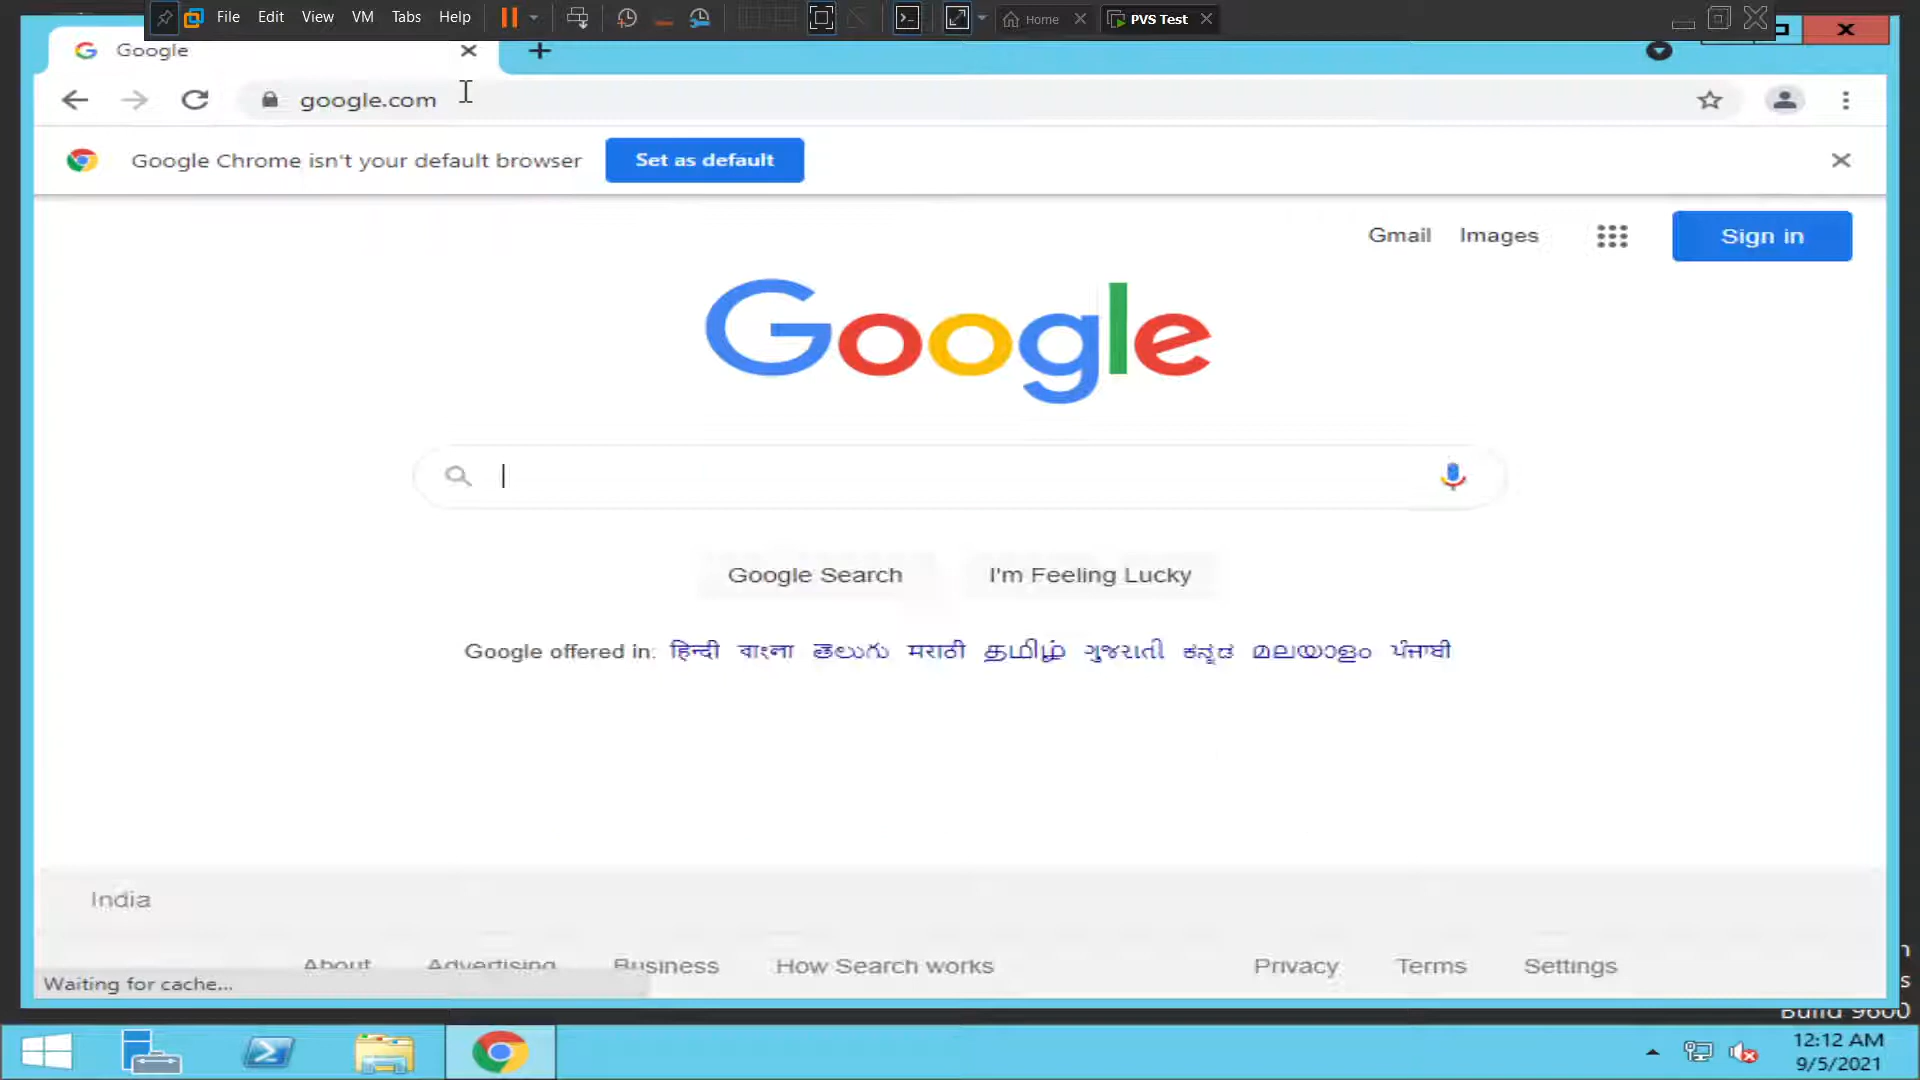 File Edit View VM Tabs Help Home PVS Test
Google
google.com
Google Chrome isn't your default browser Set as default
Gmail Images Sign in
Google
Google Search I'm Feeling Lucky
Google offered in: हिन्दी বাংলা తెలుగు मराठी தமிழ் ગુજરાતી ಕನ್ನಡ മലയാളം ਪੰਜਾਬੀ
India
About Advertising Business How Search works Privacy Terms Settings
Waiting for cache...
Build 9600
12:12 AM
9/5/2021